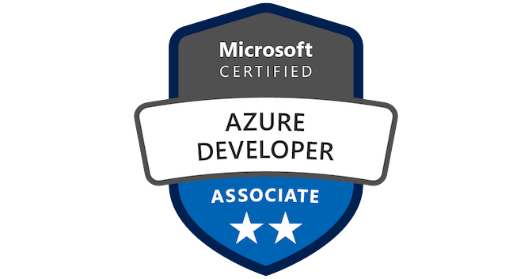 Microsoft
CERTIFIED
AZURE
DEVELOPER
ASSOCIATE